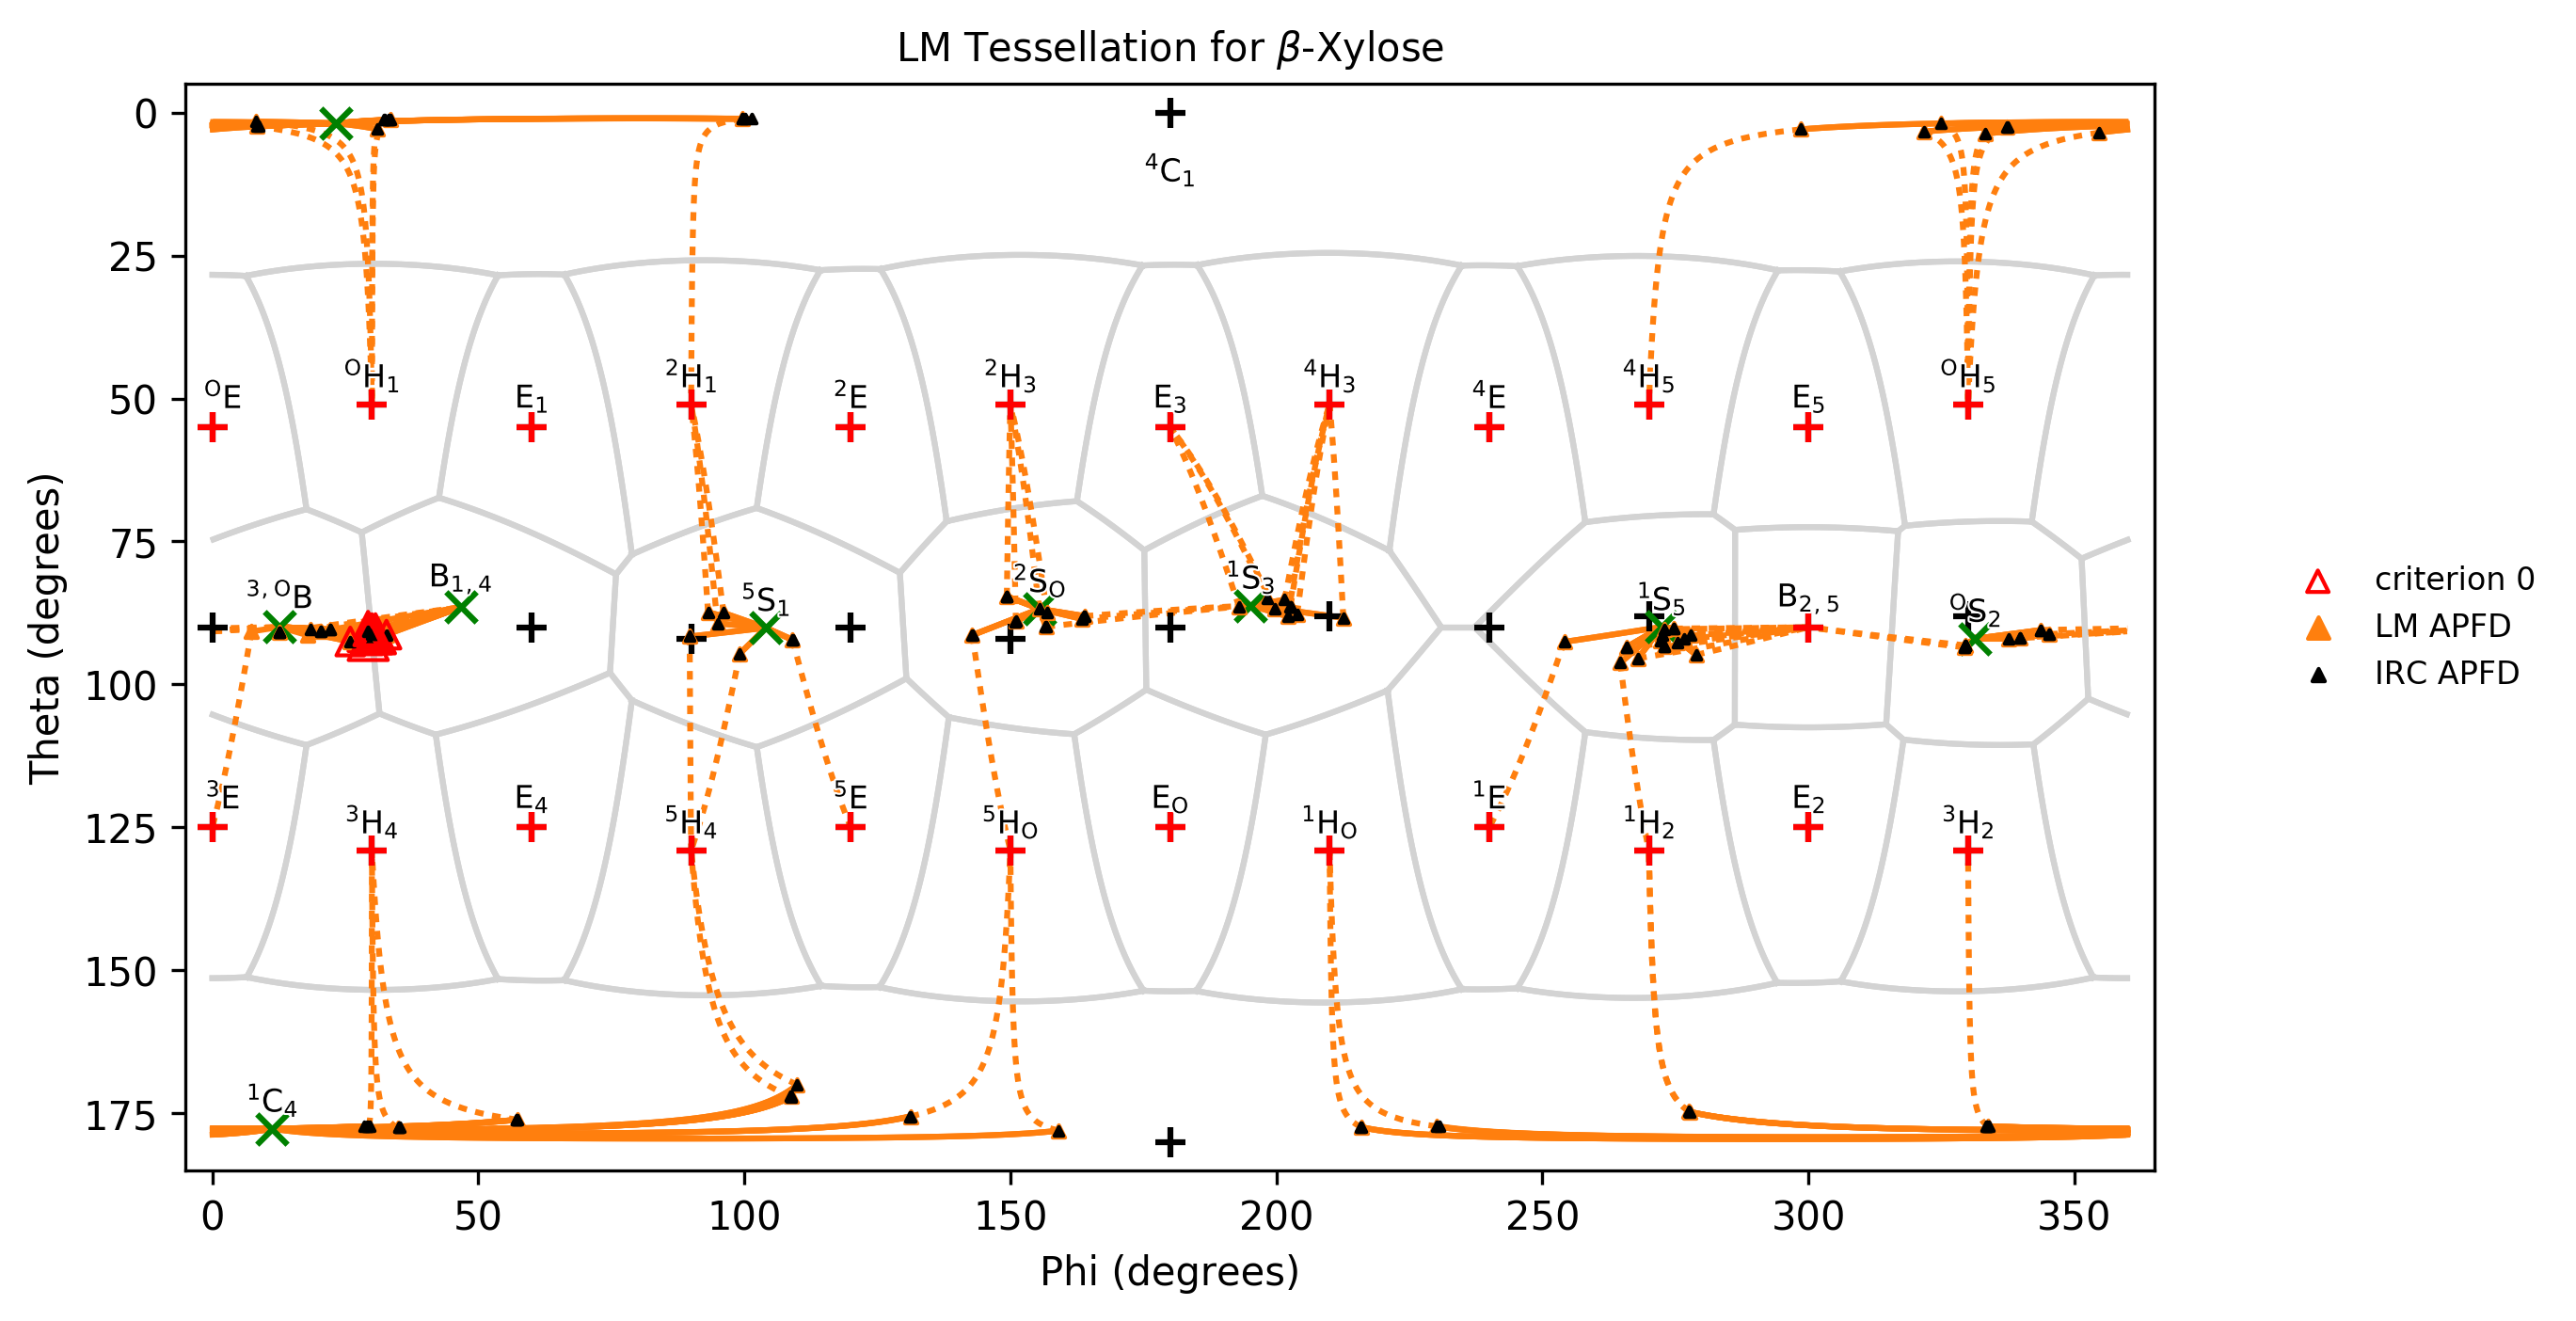 LM Tessellation for β-Xylose
Theta (degrees)
0
25
50
75
100
125
150
175
⁴C₁
ᴼE
ᴼH₁
E₁
²H₁
²E
²H₃
E₃
⁴H₃
⁴E
⁴H₅
E₅
ᴼH₅
³,ᴼB
B₁,₄
⁵S₁
²Sₒ
¹S₃
¹S₅
B₂,₅
ᴼS₂
³E
³H₄
E₄
⁵H₄
⁵E
⁵Hₒ
Eₒ
¹Hₒ
¹E
¹H₂
E₂
³H₂
¹C₄
0 50 100 150 200 250 300 350
Phi (degrees)
criterion 0
LM APFD
IRC APFD